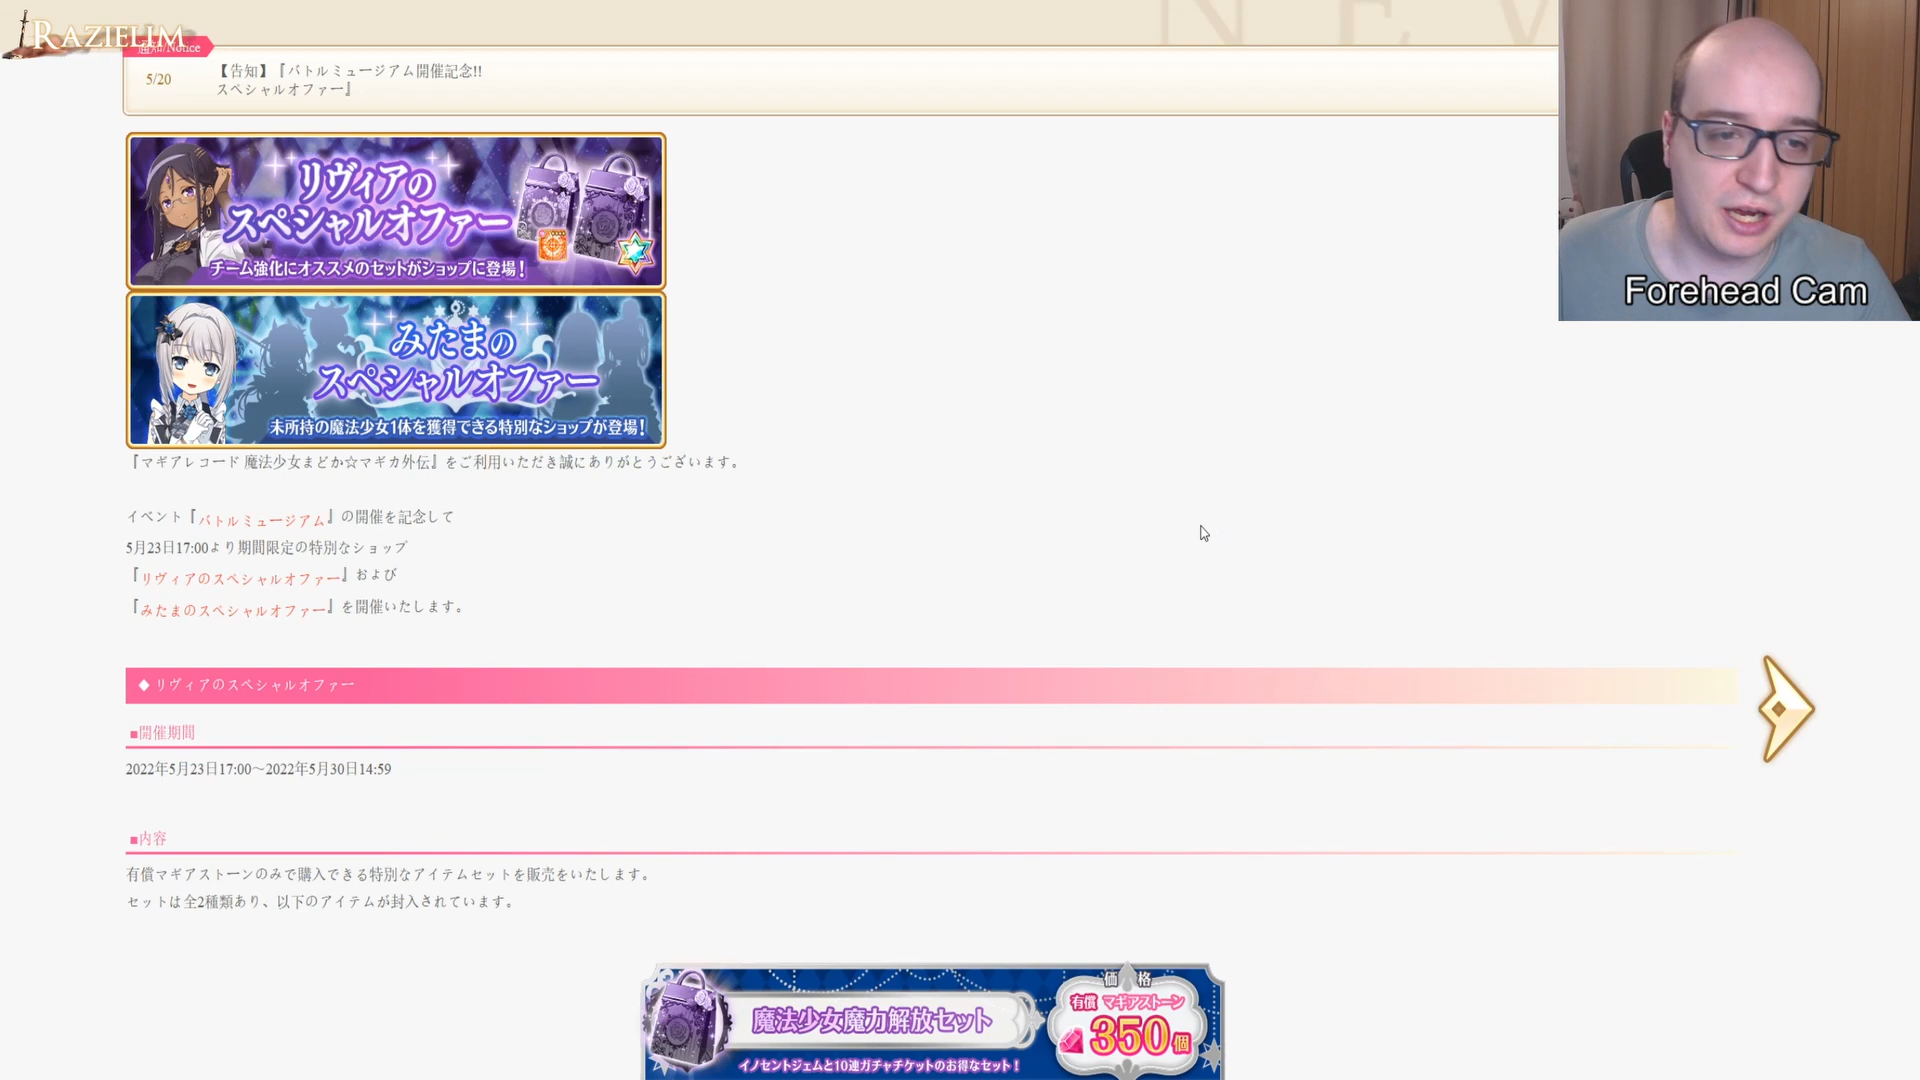 RAZIELIM
NEW
通知/Notice
5/20
【告知】『バトルミュージアム開催記念!!
スペシャルオファー』
リヴィアの
スペシャルオファー
チーム強化にオススメのセットがショップに登場!
みたまの
スペシャルオファー
未所持の魔法少女1体を獲得できる特別なショップが登場!
『マギアレコード 魔法少女まどか☆マギカ外伝』をご利用いただき誠にありがとうございます。
イベント『バトルミュージアム』の開催を記念して
5月23日17:00より期間限定の特別なショップ
『リヴィアのスペシャルオファー』および
『みたまのスペシャルオファー』を開催いたします。
◆リヴィアのスペシャルオファー
■開催期間
2022年5月23日17:00～2022年5月30日14:59
■内容
有償マギアストーンのみで購入できる特別なアイテムセットを販売をいたします。
セットは全2種類あり、以下のアイテムが封入されています。
魔法少女魔力解放セット
イノセントジェムと10連ガチャチケットのお得なセット!
価格
有償 マギアストーン
350個
Forehead Cam